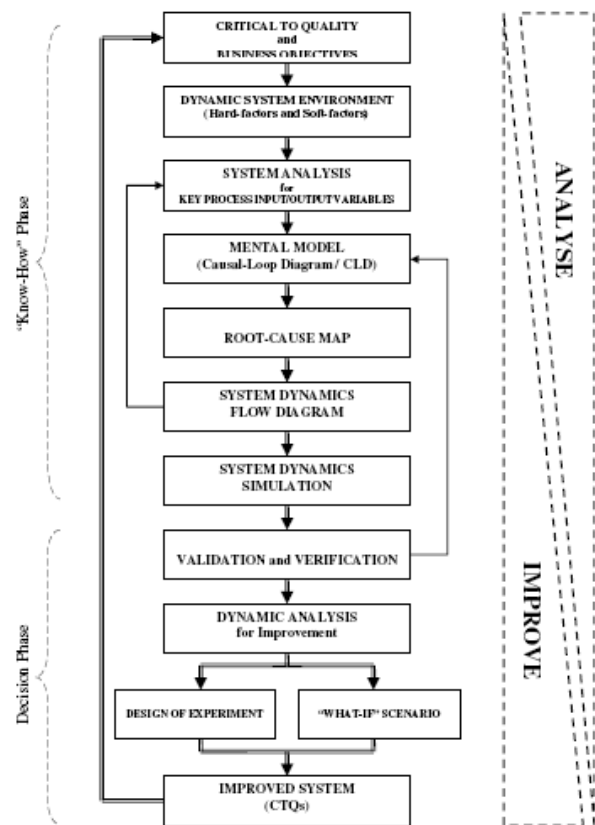 CRITICAL TO QUALITY
and
BUSINESS OBJECTIVES
DYNAMIC SYSTEM ENVIRONMENT
(Hard-factors and Soft-factors)
SYSTEM ANALYSIS
for
KEY PROCESS INPUT/OUTPUT VARIABLES
MENTAL MODEL
(Causal-Loop Diagram / CLD)
ROOT-CAUSE MAP
SYSTEM DYNAMICS
FLOW DIAGRAM
SYSTEM DYNAMICS
SIMULATION
VALIDATION and VERIFICATION
DYNAMIC ANALYSIS
for Improvement
DESIGN OF EXPERIMENT
"WHAT-IF" SCENARIO
IMPROVED SYSTEM
(CTQs)
"Know-How" Phase
Decision Phase
ANALYSE
IMPROVE